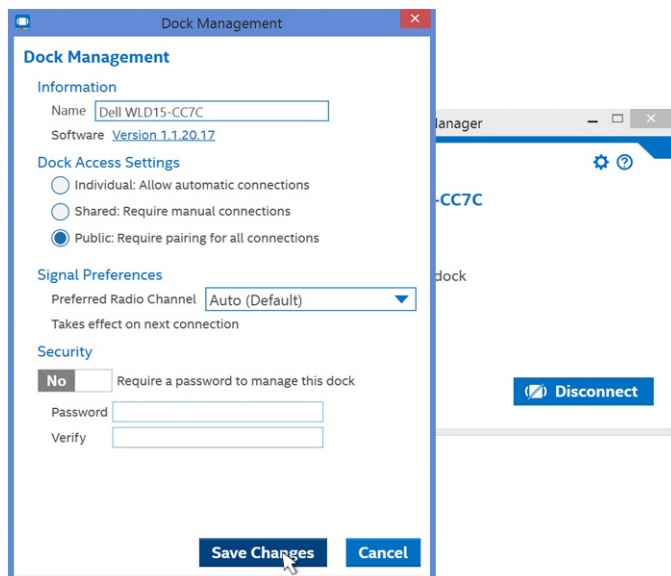 Dock Management
Dock Management
Information
Name Dell WLD15-CC7C
Software Version 1.1.20.17
Dock Access Settings
Individual: Allow automatic connections
Shared: Require manual connections
Public: Require pairing for all connections
Signal Preferences
Preferred Radio Channel Auto (Default)
Takes effect on next connection
Security
No Require a password to manage this dock
Password
Verify
Save Changes Cancel
lanager
-CC7C
dock
Disconnect